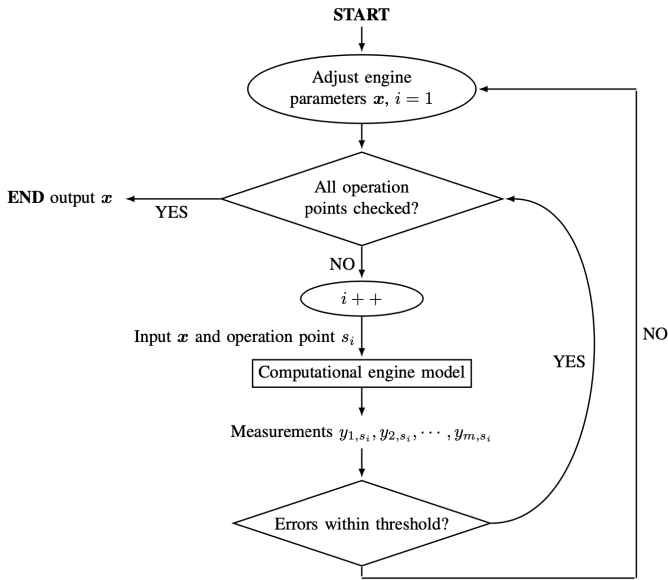 START
Adjust engine
parameters x, i = 1
All operation
points checked?
END output x
YES
NO
i + +
Input x and operation point s_i
Computational engine model
YES
NO
Measurements y_{1,s_i}, y_{2,s_i}, ⋯ , y_{m,s_i}
Errors within threshold?